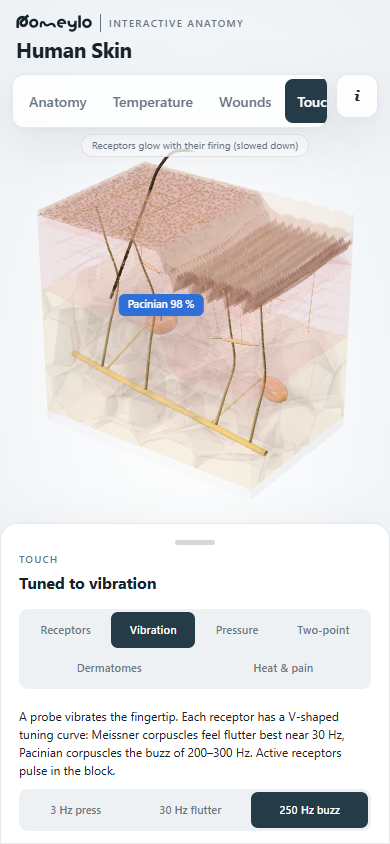 Domeylo INTERACTIVE ANATOMY
Human Skin
Anatomy Temperature Wounds Touc i
Receptors glow with their firing (slowed down)
Pacinian 98 %
TOUCH
Tuned to vibration
Receptors Vibration Pressure Two-point
Dermatomes Heat & pain
A probe vibrates the fingertip. Each receptor has a V-shaped
tuning curve: Meissner corpuscles feel flutter best near 30 Hz,
Pacinian corpuscles the buzz of 200–300 Hz. Active receptors
pulse in the block.
3 Hz press 30 Hz flutter 250 Hz buzz